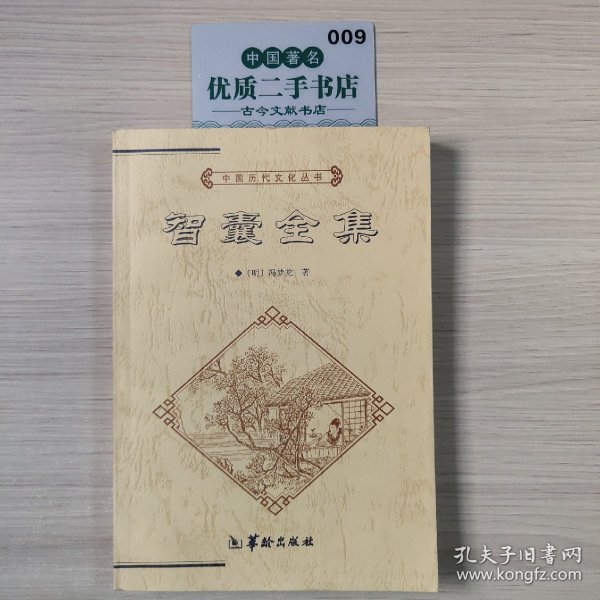 009
中国著名
优质二手书店
古今文献书店
中国历代文化丛书
智囊全集
◆〔明〕冯梦龙 著
华龄出版社
孔夫子旧书网
www.kongfz.com